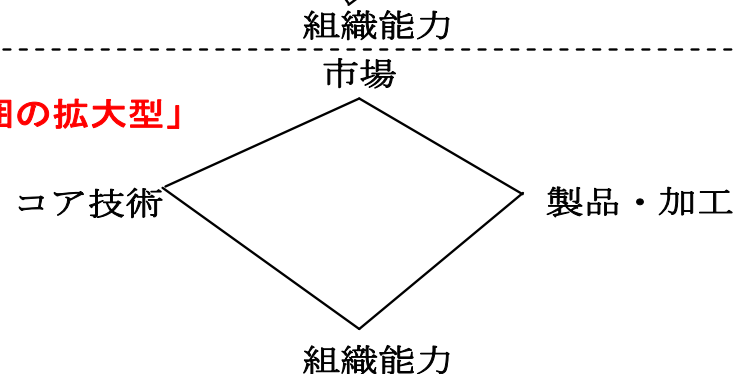 組織能力
市場
囲の拡大型」
コア技術
製品・加工
組織能力